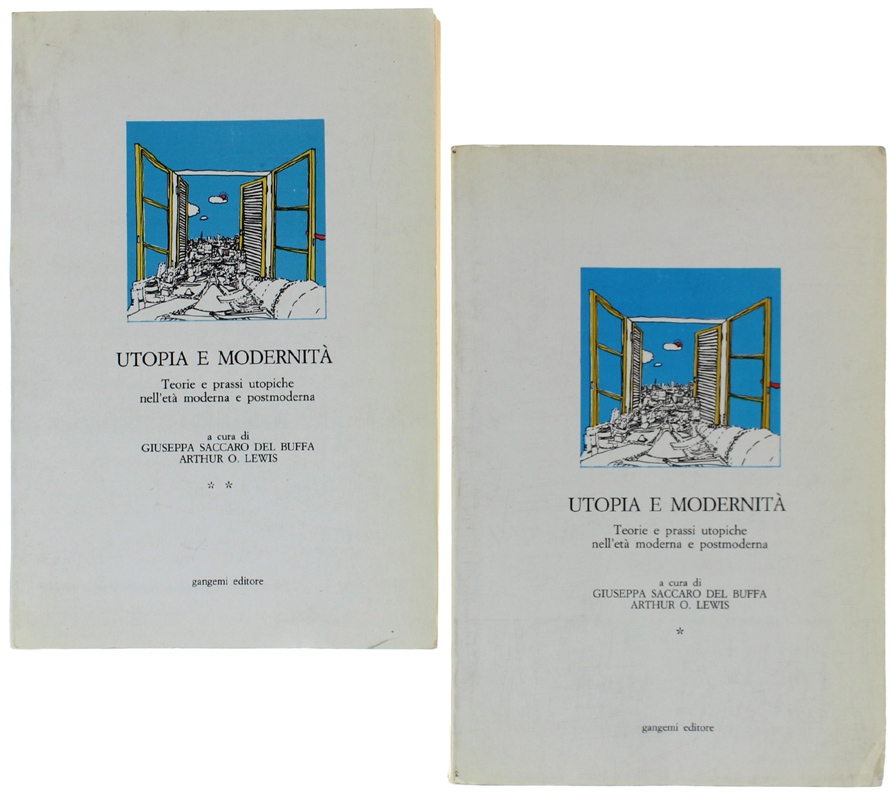 UTOPIA E MODERNITÀ
Teorie e prassi utopiche
nell'età moderna e postmoderna
a cura di
GIUSEPPA SACCARO DEL BUFFA
ARTHUR O. LEWIS
* *
gangemi editore
UTOPIA E MODERNITÀ
Teorie e prassi utopiche
nell'età moderna e postmoderna
a cura di
GIUSEPPA SACCARO DEL BUFFA
ARTHUR O. LEWIS
*
gangemi editore